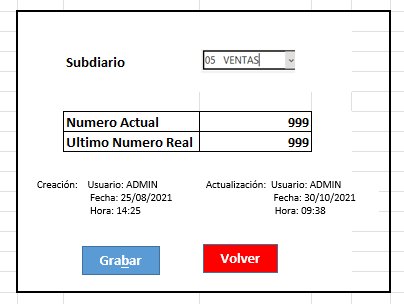 Subdiario 05 VENTAS
Numero Actual 999
Ultimo Numero Real 999
Creación: Usuario: ADMIN Actualización: Usuario: ADMIN
Fecha: 25/08/2021 Fecha: 30/10/2021
Hora: 14:25 Hora: 09:38
Grabar Volver